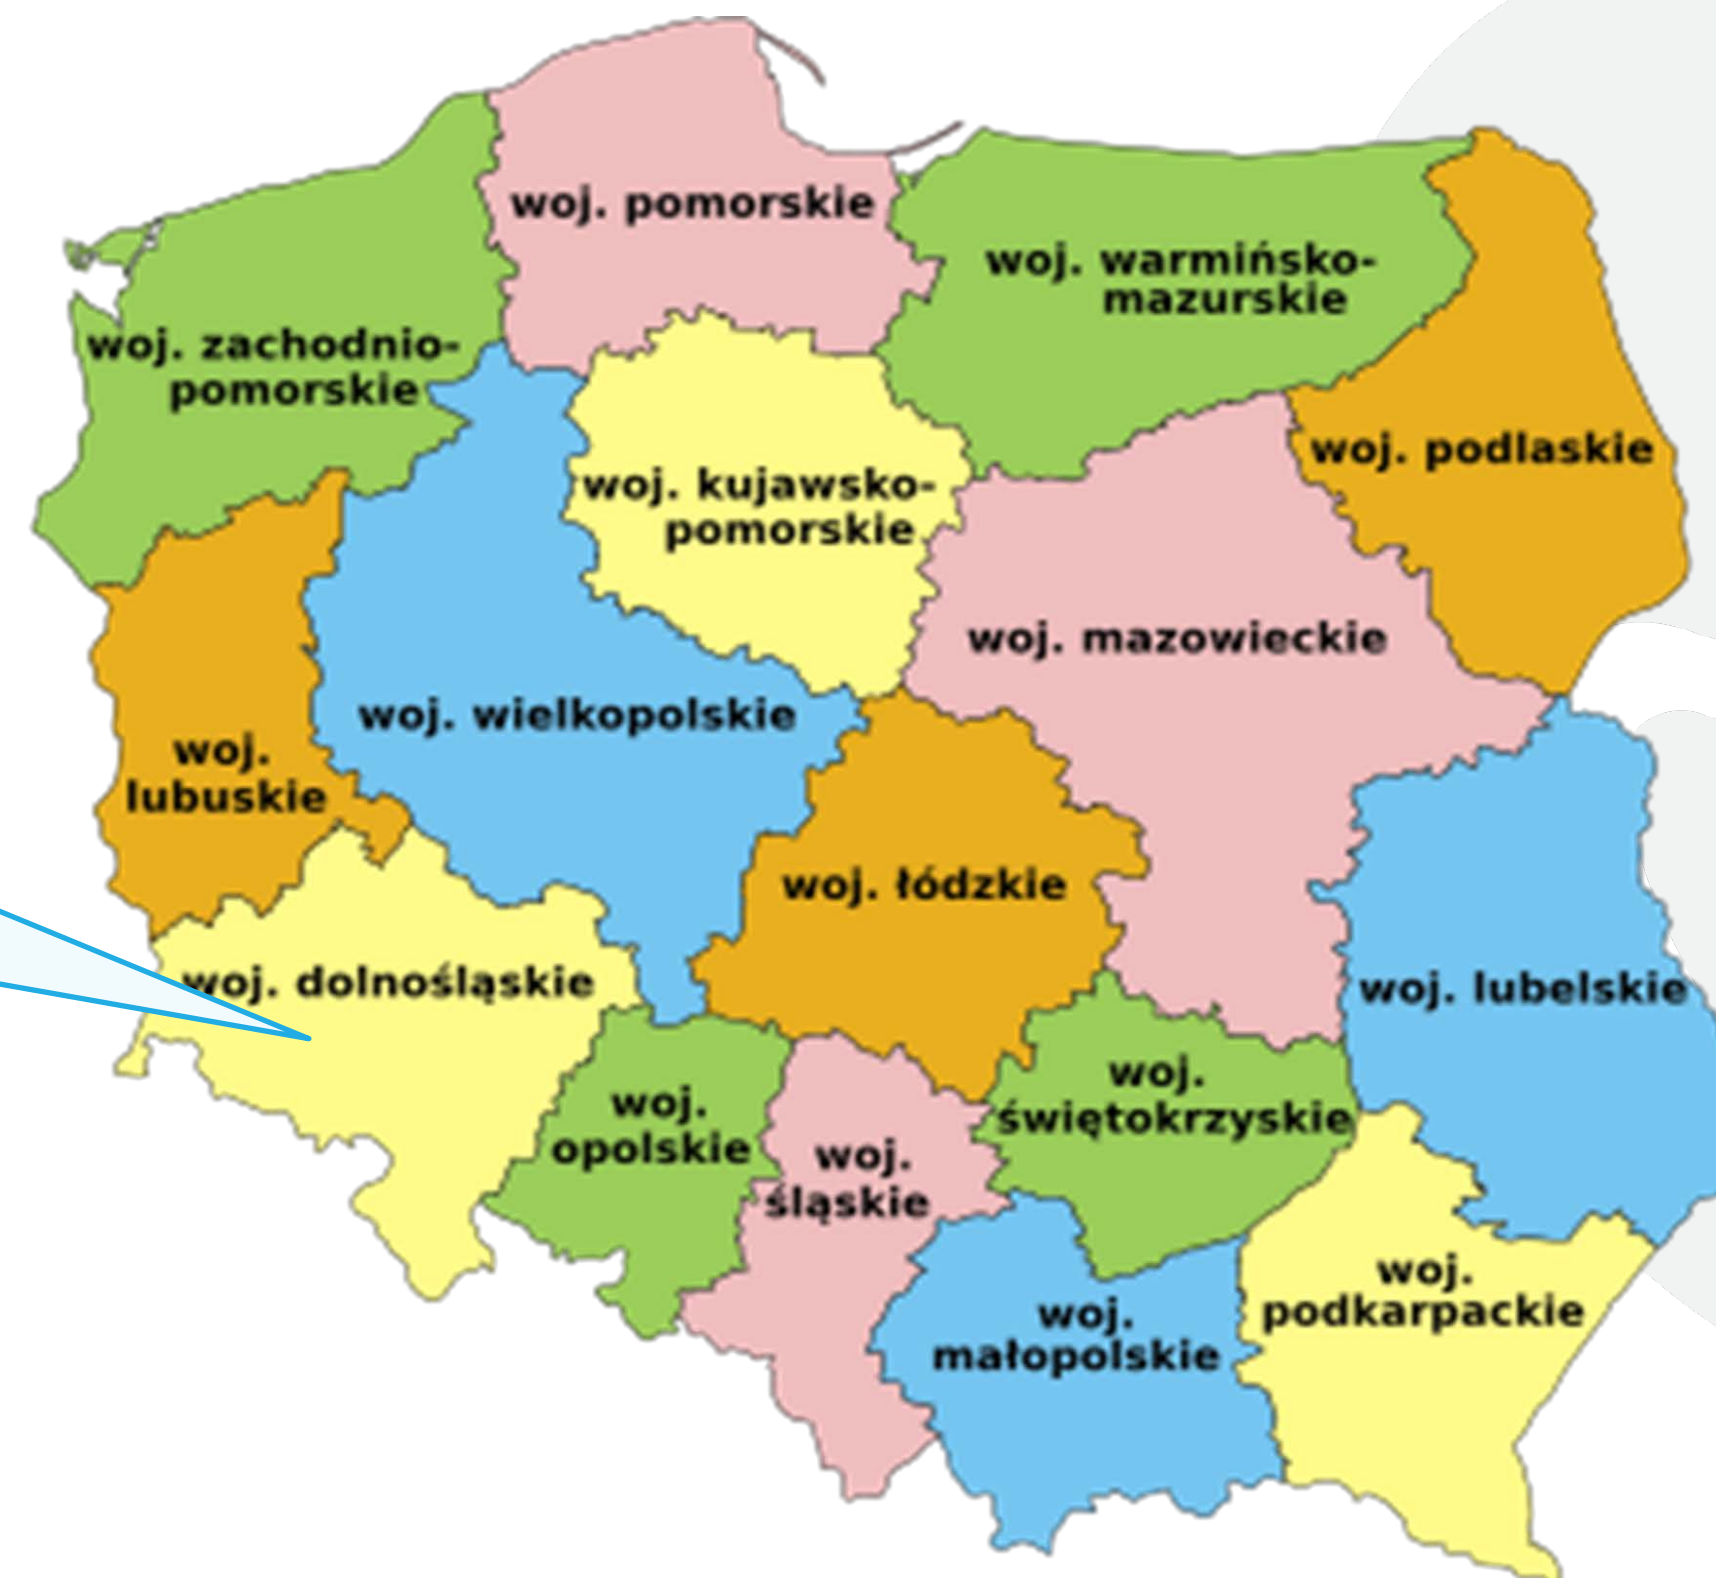 woj. pomorskie
woj. warmińsko-
mazurskie
woj. zachodnio-
pomorskie
woj. podlaskie
woj. kujawsko-
pomorskie
woj. mazowieckie
woj. wielkopolskie
woj.
lubuskie
woj. łódzkie
woj. dolnośląskie
woj. lubelskie
woj.
świętokrzyskie
woj.
opolskie
woj.
śląskie
woj.
podkarpackie
woj.
małopolskie